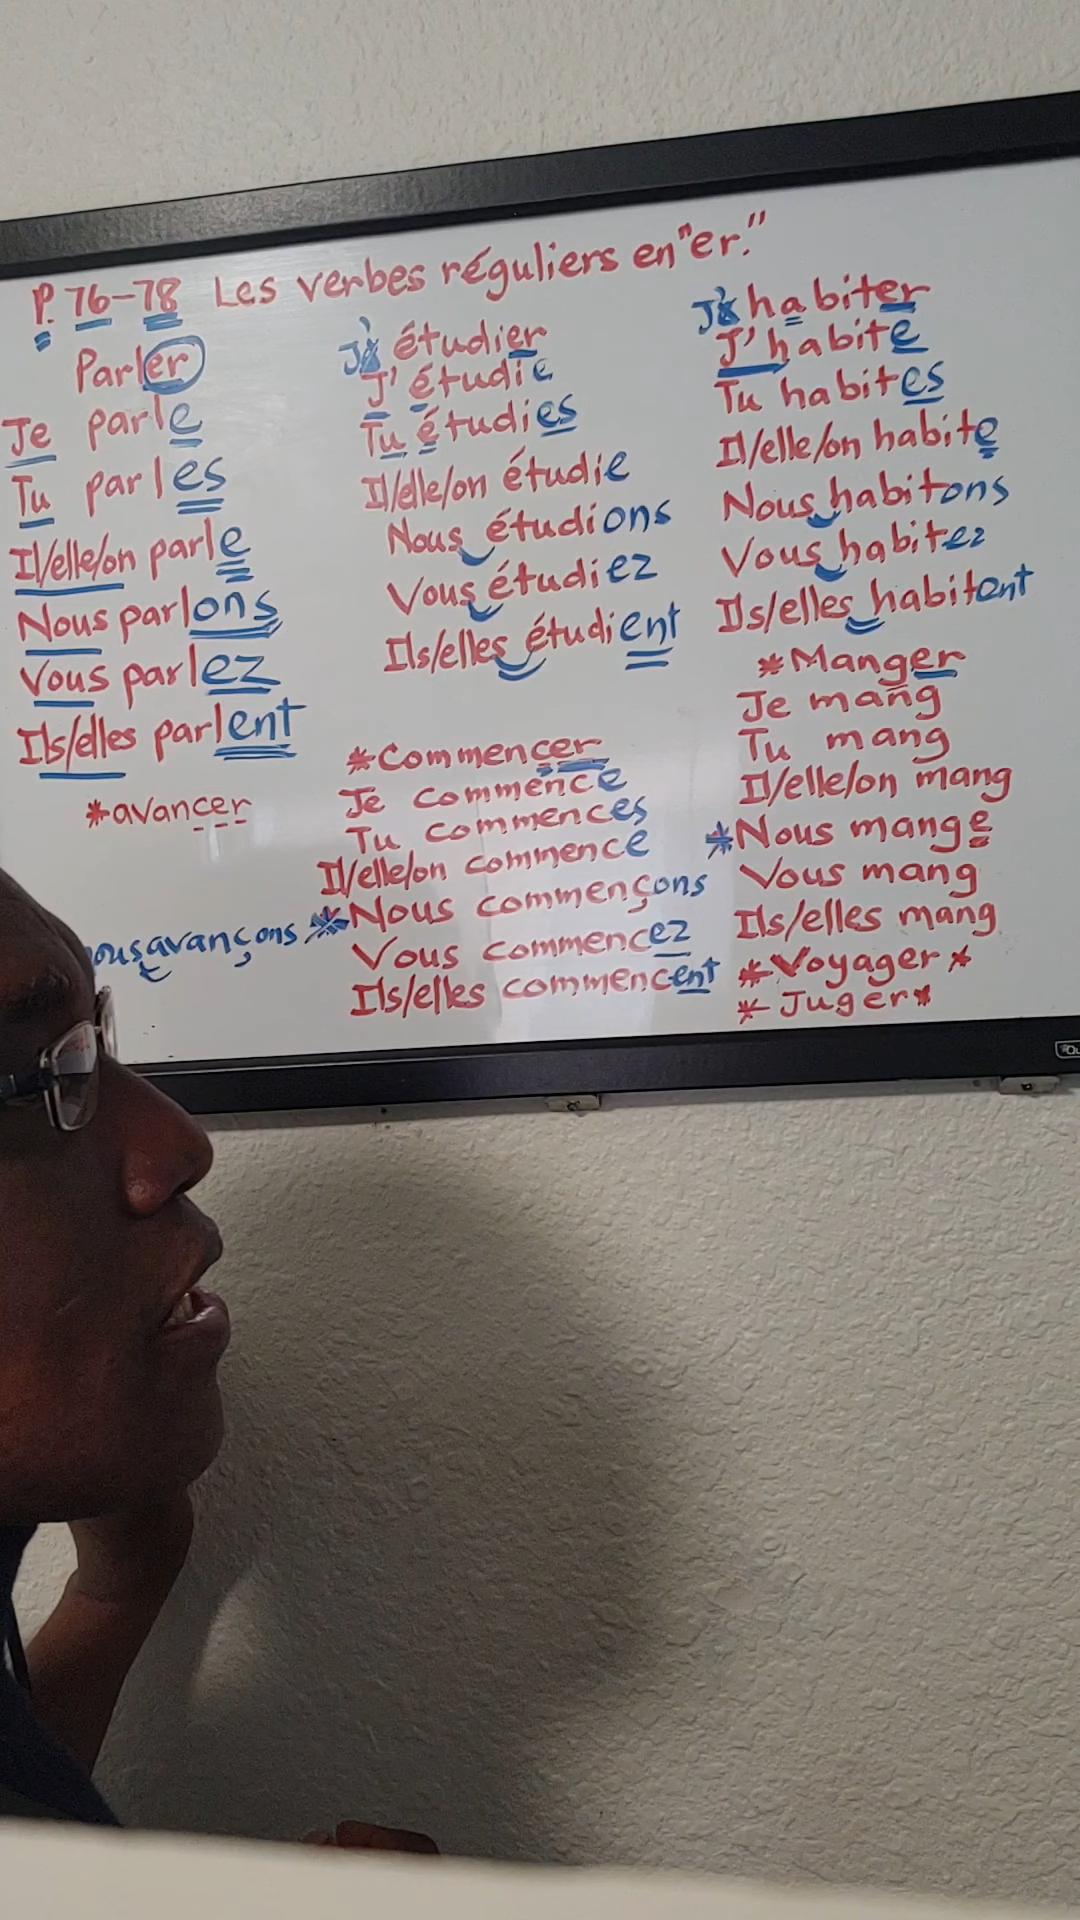 P. 76-78 Les verbes réguliers en "er."
Parler
Je parle
Tu parles
Il/elle/on parle
Nous parlons
Vous parlez
Ils/elles parlent
*avancer
avançons
étudier
J' étudie
Tu étudies
Il/elle/on étudie
Nous étudions
Vous étudiez
Ils/elles étudient
*Commencer
Je commence
Tu commences
Il/elle/on commence
*Nous commençons
Vous commencez
Ils/elles commencent
habiter
J'habite
Tu habites
Il/elle/on habite
Nous habitons
Vous habitez
Ils/elles habitent
*Manger
Je mang
Tu mang
Il/elle/on mang
*Nous mange
Vous mang
Ils/elles mang
*Voyager*
*Juger*